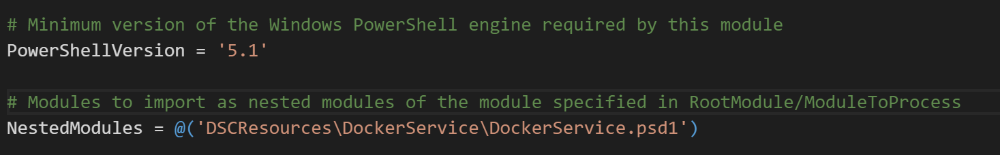 # Minimum version of the Windows PowerShell engine required by this module
PowerShellVersion = '5.1'
# Modules to import as nested modules of the module specified in RootModule/ModuleToProcess
NestedModules = @('DSCResources\DockerService\DockerService.psd1')